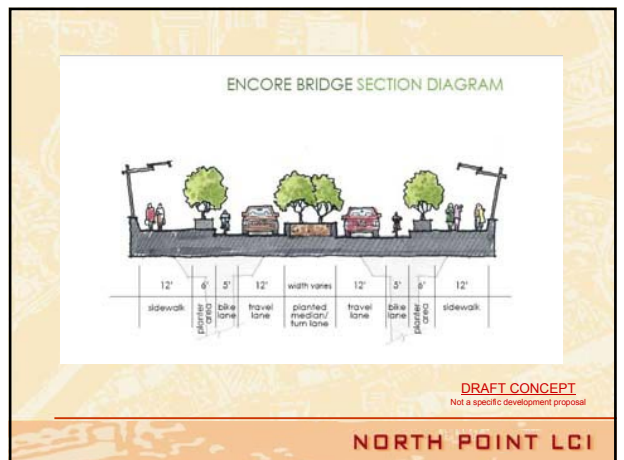 ENCORE BRIDGE SECTION DIAGRAM
12' 6' 5' 12' width varies 12' 5' 6' 12'
sidewalk planter area bike lane travel lane planted median/ turn lane travel lane bike lane planter area sidewalk
DRAFT CONCEPT
Not a specific development proposal
NORTH POINT LCI